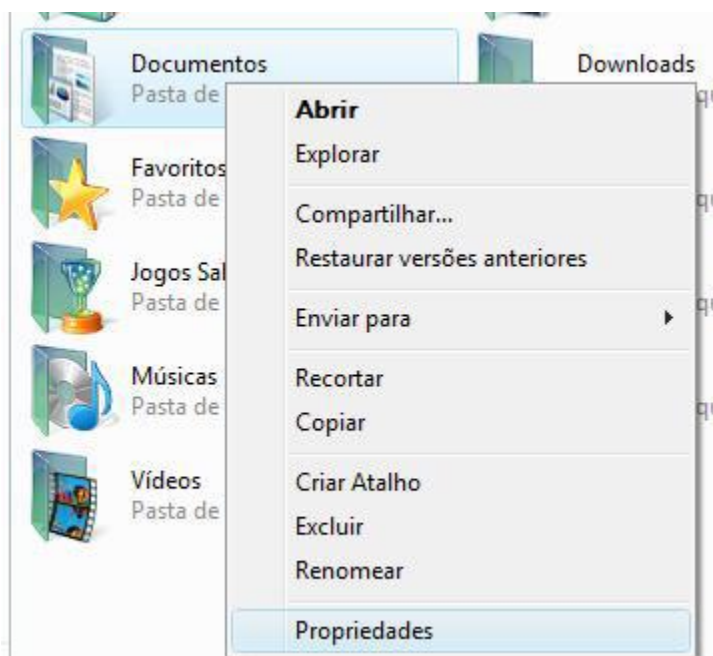 Documentos
Pasta de
Downloads
Abrir
Explorar
Favoritos
Pasta de
Compartilhar...
Restaurar versões anteriores
Jogos Sal
Pasta de
Enviar para
Músicas
Pasta de
Recortar
Copiar
Vídeos
Pasta de
Criar Atalho
Excluir
Renomear
Propriedades